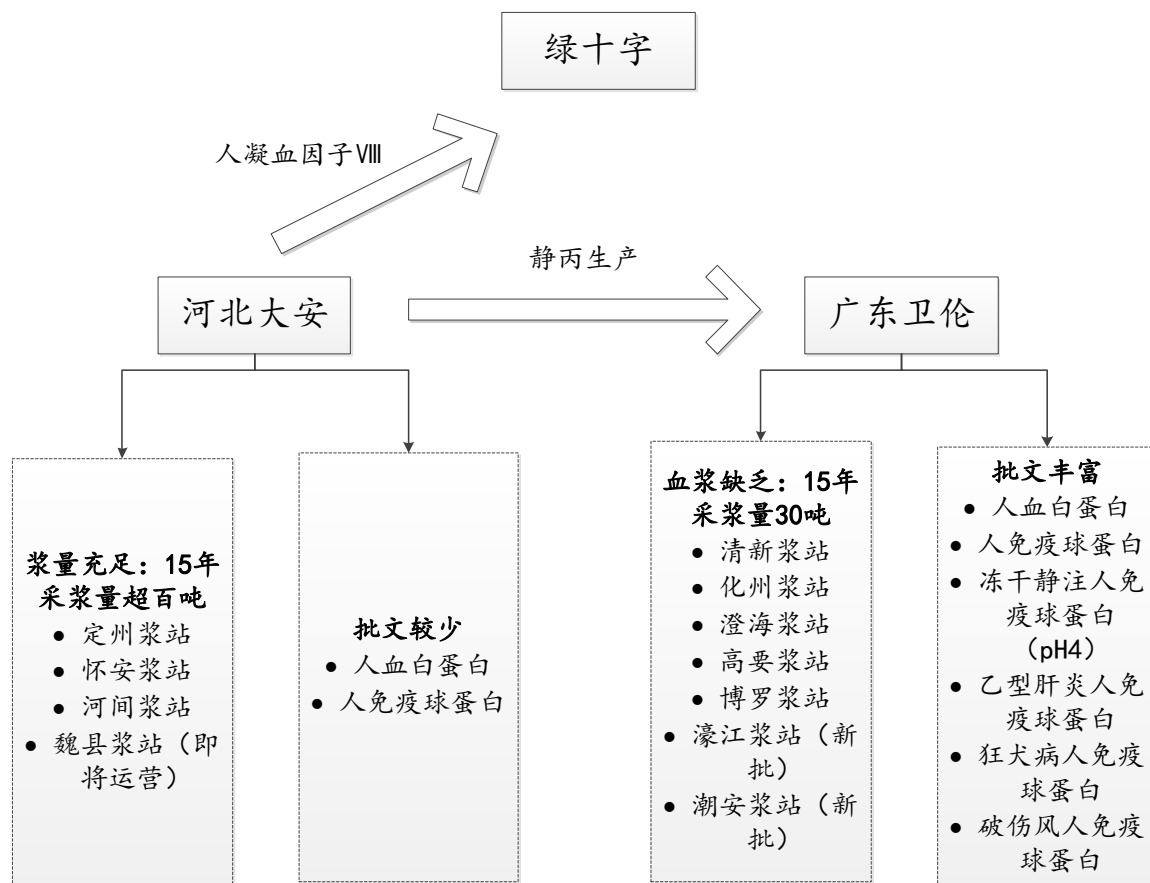 绿十字
人凝血因子Ⅷ
静丙生产
河北大安
广东卫伦
浆量充足：15年
采浆量超百吨
● 定州浆站
● 怀安浆站
● 河间浆站
● 魏县浆站（即
将运营）
批文较少
● 人血白蛋白
● 人免疫球蛋白
血浆缺乏：15年
采浆量30吨
● 清新浆站
● 化州浆站
● 澄海浆站
● 高要浆站
● 博罗浆站
● 濠江浆站（新
批）
● 潮安浆站（新
批）
批文丰富
● 人血白蛋白
● 人免疫球蛋白
● 冻干静注人免
疫球蛋白
（pH4）
● 乙型肝炎人免
疫球蛋白
● 狂犬病人免疫
球蛋白
● 破伤风人免疫
球蛋白